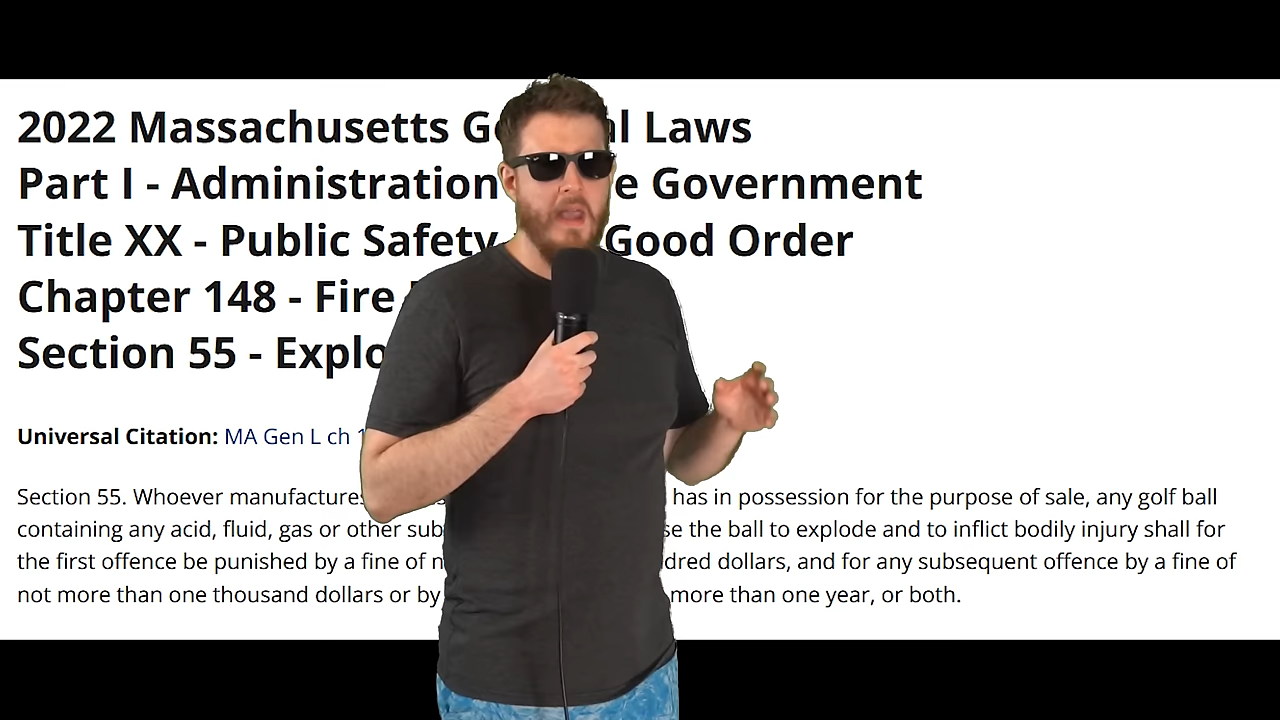 2022 Massachusetts G l Laws
Part I - Administration e Government
Title XX - Public Safety Good Order
Chapter 148 - Fire
Section 55 - Explo
Universal Citation: MA Gen L ch
Section 55. Whoever manufactures has in possession for the purpose of sale, any golf ball
containing any acid, fluid, gas or other sub se the ball to explode and to inflict bodily injury shall for
the first offence be punished by a fine of n dred dollars, and for any subsequent offence by a fine of
not more than one thousand dollars or by more than one year, or both.